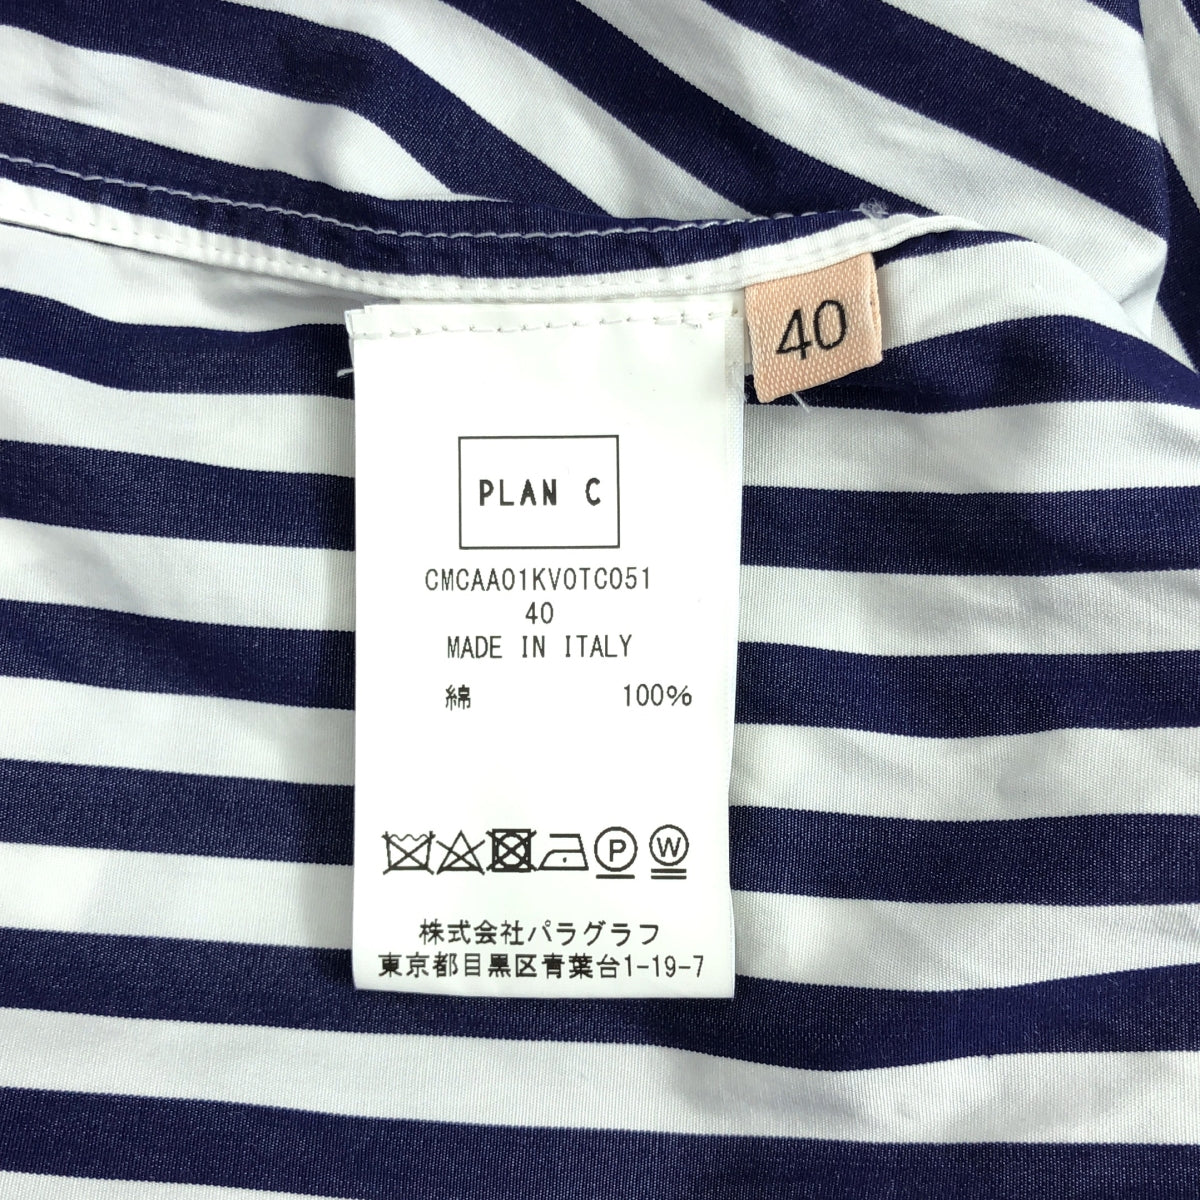 40
PLAN C
CMCAA01KV0TC051
40
MADE IN ITALY
綿 100%
P W
株式会社パラグラフ
東京都目黒区青葉台1-19-7